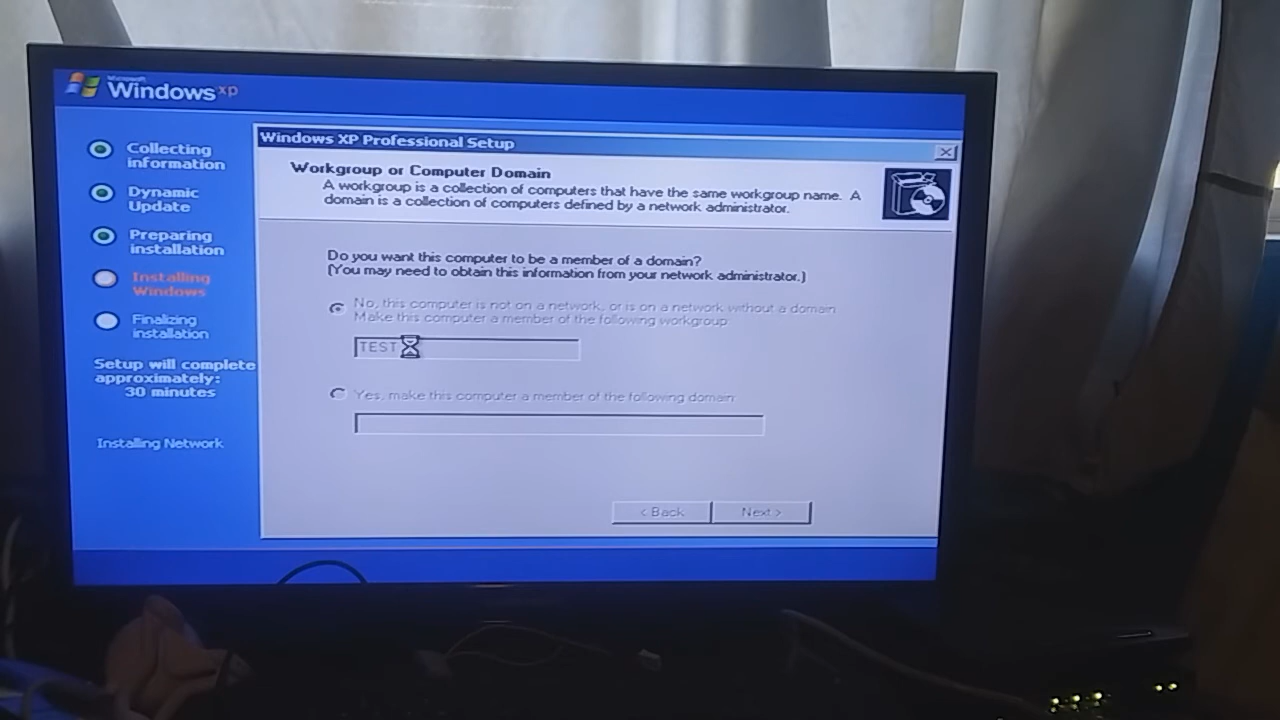 Microsoft
Windows xp
Collecting
information
Dynamic
Update
Preparing
installation
Installing
Windows
Finalizing
installation
Setup will complete
approximately:
30 minutes
Installing Network
Windows XP Professional Setup
Workgroup or Computer Domain
A workgroup is a collection of computers that have the same workgroup name. A
domain is a collection of computers defined by a network administrator.
Do you want this computer to be a member of a domain?
(You may need to obtain this information from your network administrator.)
No, this computer is not on a network, or is on a network without a domain.
Make this computer a member of the following workgroup:
TEST
Yes, make this computer a member of the following domain:
< Back
Next >